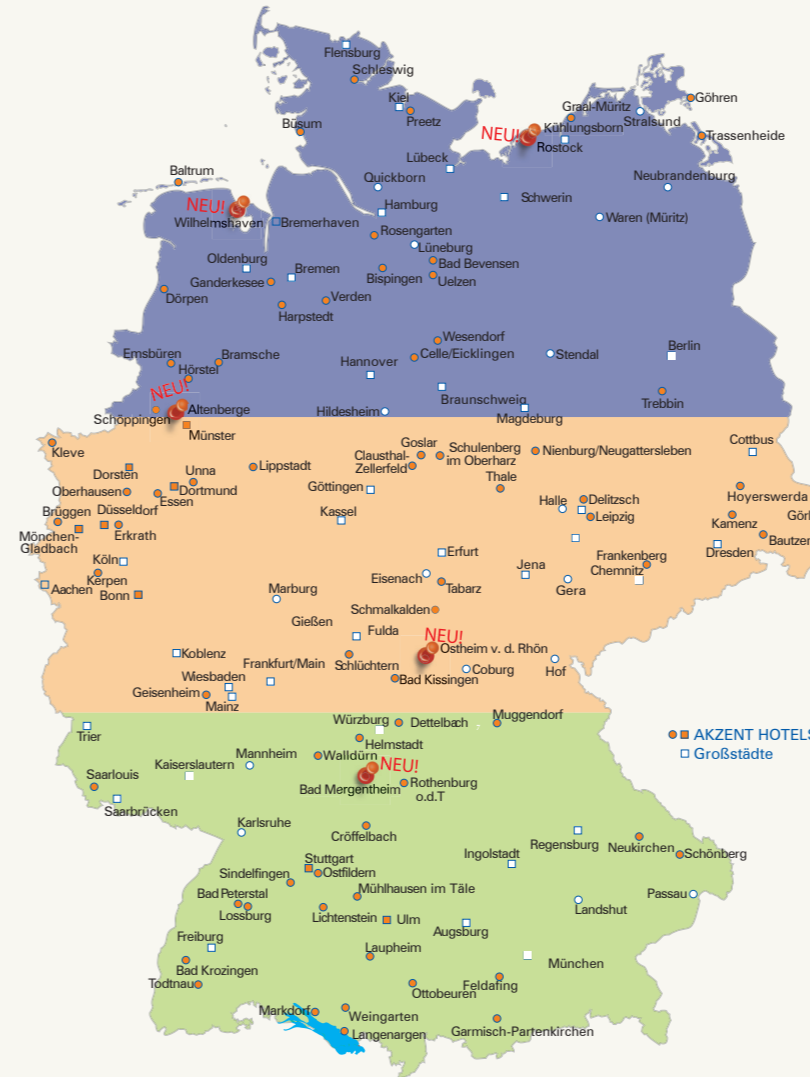 Flensburg
Schleswig
Kiel
Preetz
Büsum
Graal-Müritz
Göhren
NEU!
Kühlungsborn
Stralsund
Trassenheide
Rostock
Lübeck
Baltrum
Quickborn
Neubrandenburg
NEU!
Schwerin
Hamburg
Wilhelmshaven
Bremerhaven
Waren (Müritz)
Rosengarten
Lüneburg
Oldenburg
Bremen
Bad Bevensen
Ganderkesee
Bispingen
Uelzen
Dörpen
Verden
Harpstedt
Wesendorf
Emsbüren
Bramsche
Celle/Eicklingen
Stendal
Berlin
Hörstel
Hannover
NEU!
Braunschweig
Trebbin
Schöppingen
Altenberge
Hildesheim
Magdeburg
Münster
Kleve
Goslar
Cottbus
Clausthal-
Zellerfeld
Schulenberg
im Oberharz
Nienburg/Neugattersleben
Dorsten
Unna
Lippstadt
Thale
Oberhausen
Dortmund
Göttingen
Essen
Halle
Delitzsch
Hoyerswerda
Brüggen
Düsseldorf
Kassel
Leipzig
Kamenz
Görl
Mönchen-
Gladbach
Erkrath
Bautzen
Erfurt
Frankenberg
Dresden
Köln
Jena
Chemnitz
Kerpen
Eisenach
Tabarz
Gera
Aachen
Bonn
Marburg
Schmalkalden
Gießen
Fulda
NEU!
Ostheim v. d. Rhön
Koblenz
Frankfurt/Main
Schlüchtern
Coburg
Hof
Wiesbaden
Bad Kissingen
Geisenheim
Mainz
Würzburg
Dettelbach
Muggendorf
Trier
Helmstadt
AKZENT HOTELS
Großstädte
Mannheim
Walldürn
Kaiserslautern
NEU!
Saarlouis
Bad Mergentheim
Rothenburg
o.d.T
Saarbrücken
Karlsruhe
Cröffelbach
Regensburg
Neukirchen
Stuttgart
Ingolstadt
Schönberg
Sindelfingen
Ostfildern
Bad Peterstal
Mühlhausen im Täle
Passau
Lossburg
Lichtenstein
Ulm
Landshut
Augsburg
Freiburg
Laupheim
München
Bad Krozingen
Todtnau
Ottobeuren
Feldafing
Markdorf
Weingarten
Langenargen
Garmisch-Partenkirchen